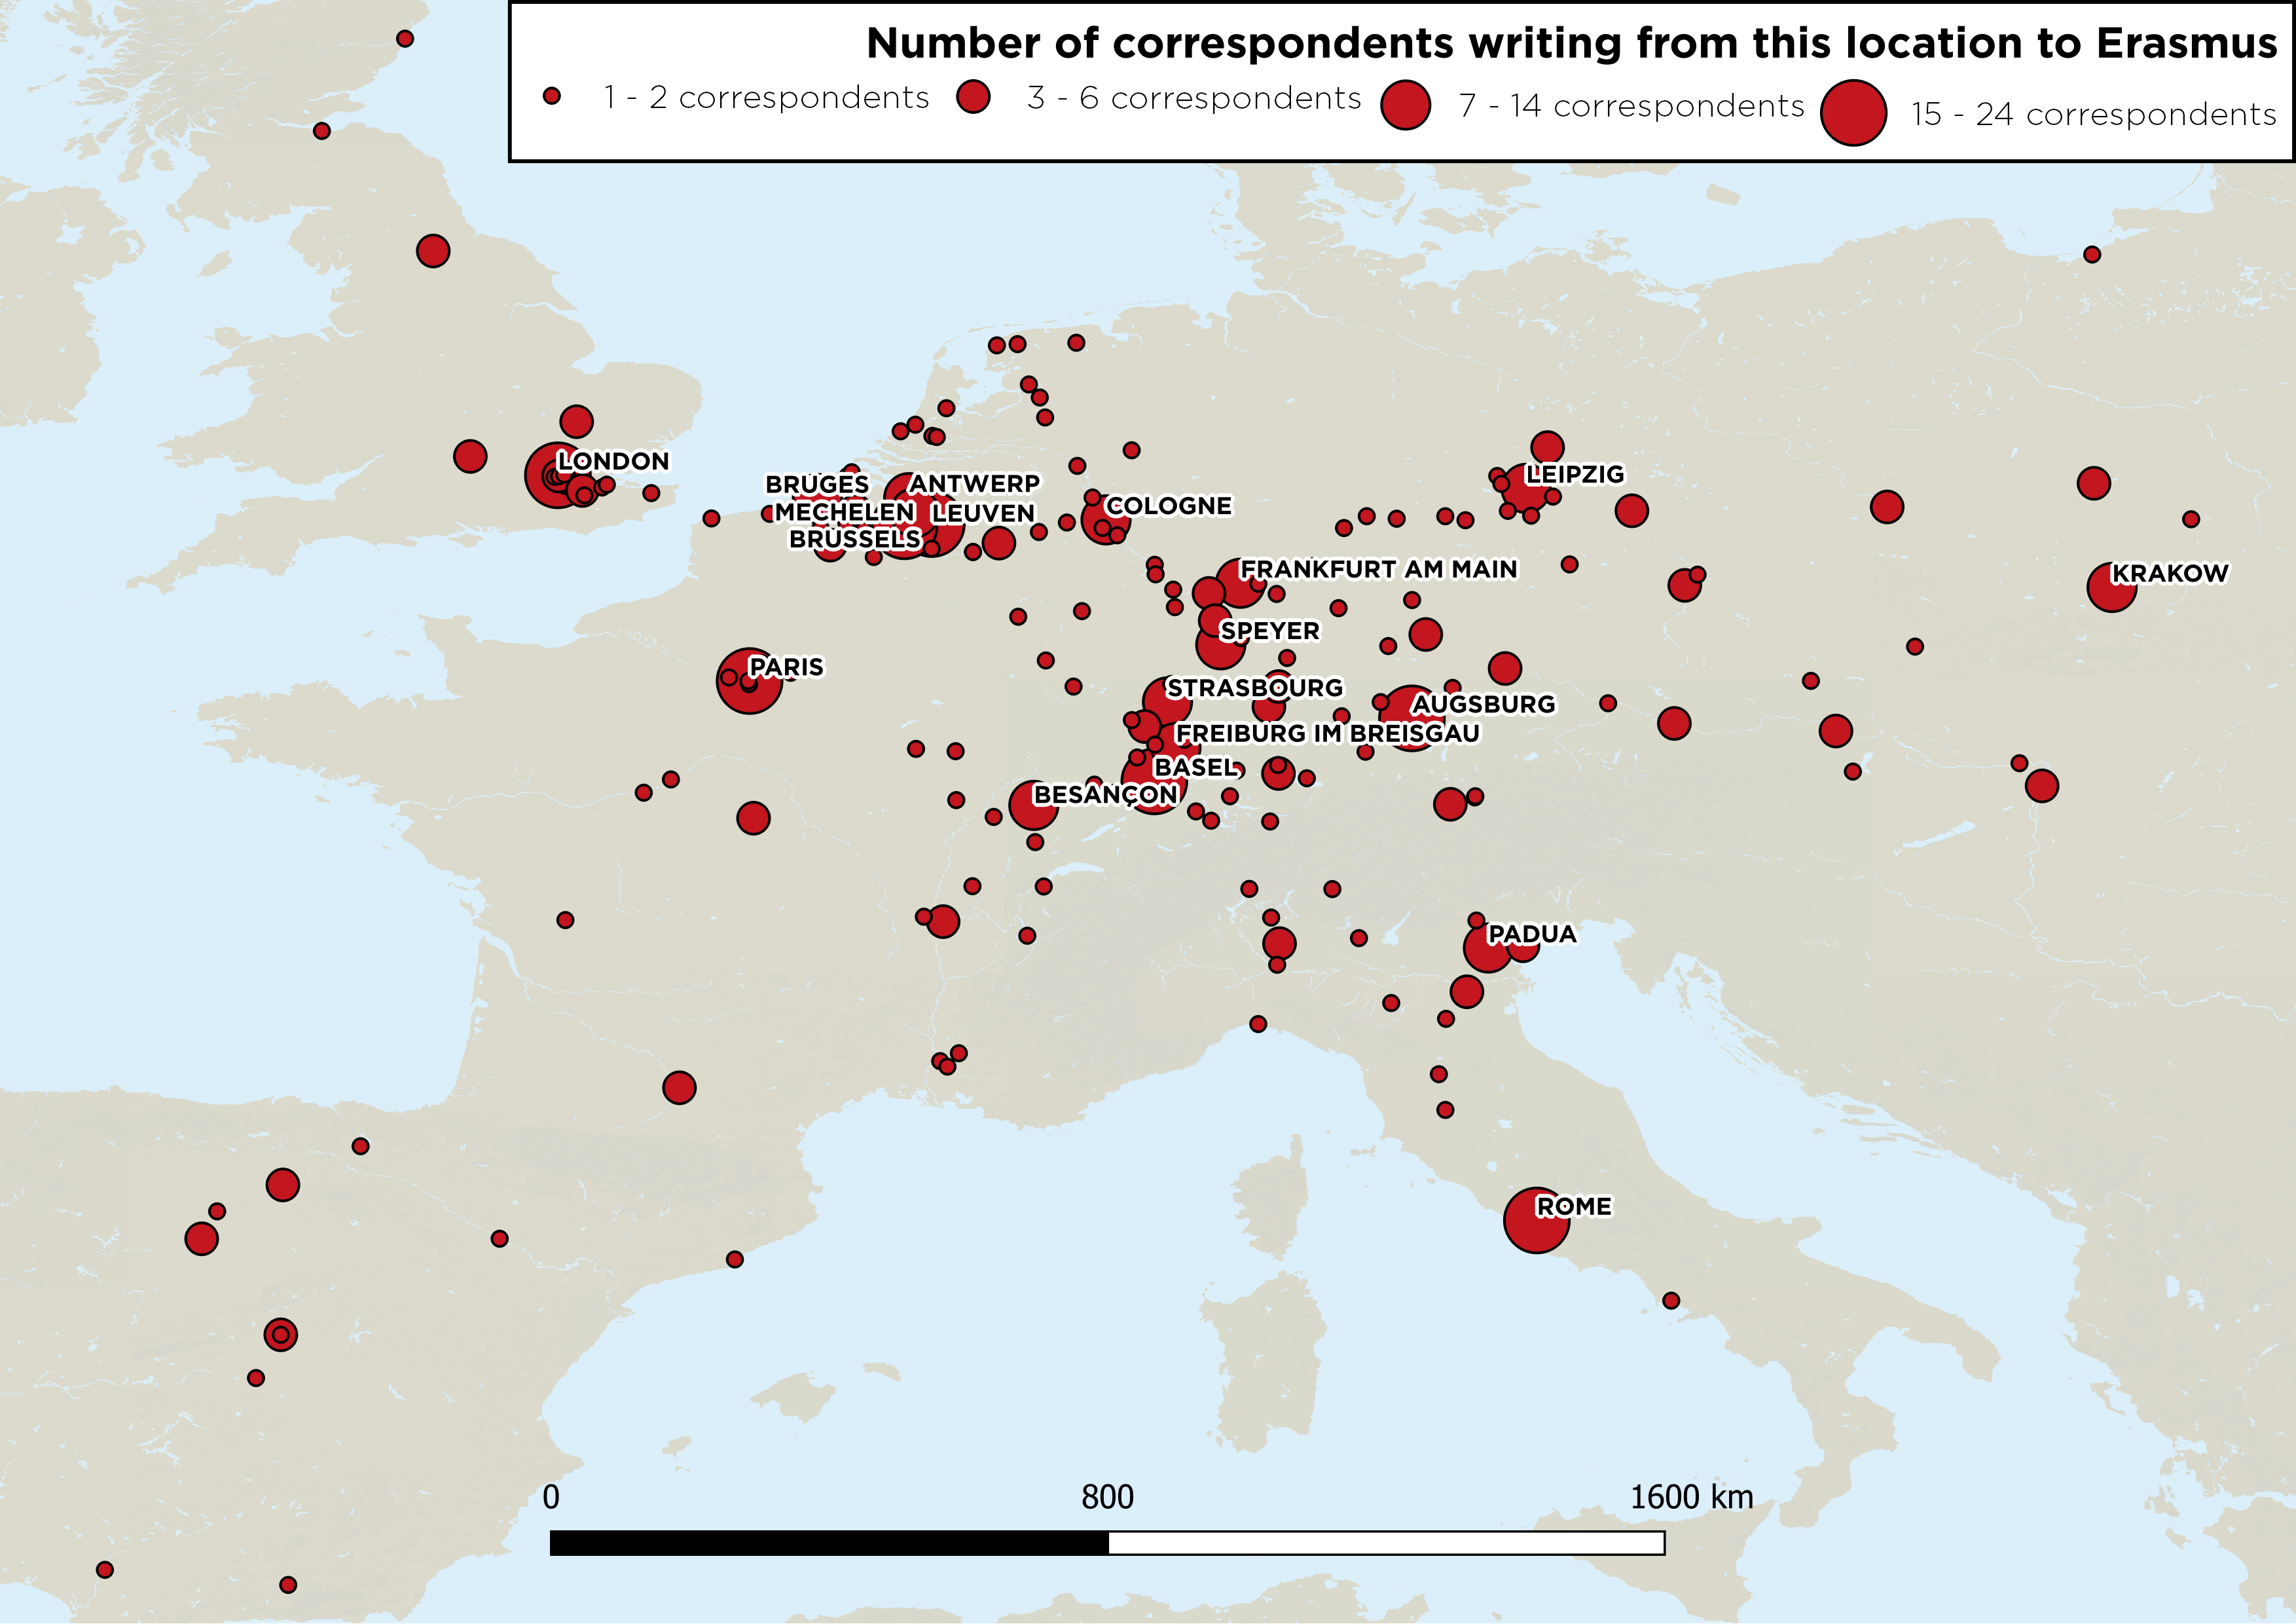 Number of correspondents writing from this location to Erasmus
1 - 2 correspondents
3 - 6 correspondents
7 - 14 correspondents
15 - 24 correspondents
LONDON
BRUGES
ANTWERP
LEIPZIG
MECHELEN
LEUVEN
COLOGNE
BRUSSELS
FRANKFURT AM MAIN
KRAKOW
SPEYER
PARIS
STRASBOURG
AUGSBURG
FREIBURG IM BREISGAU
BASEL
BESANÇON
PADUA
ROME
0 800 1600 km